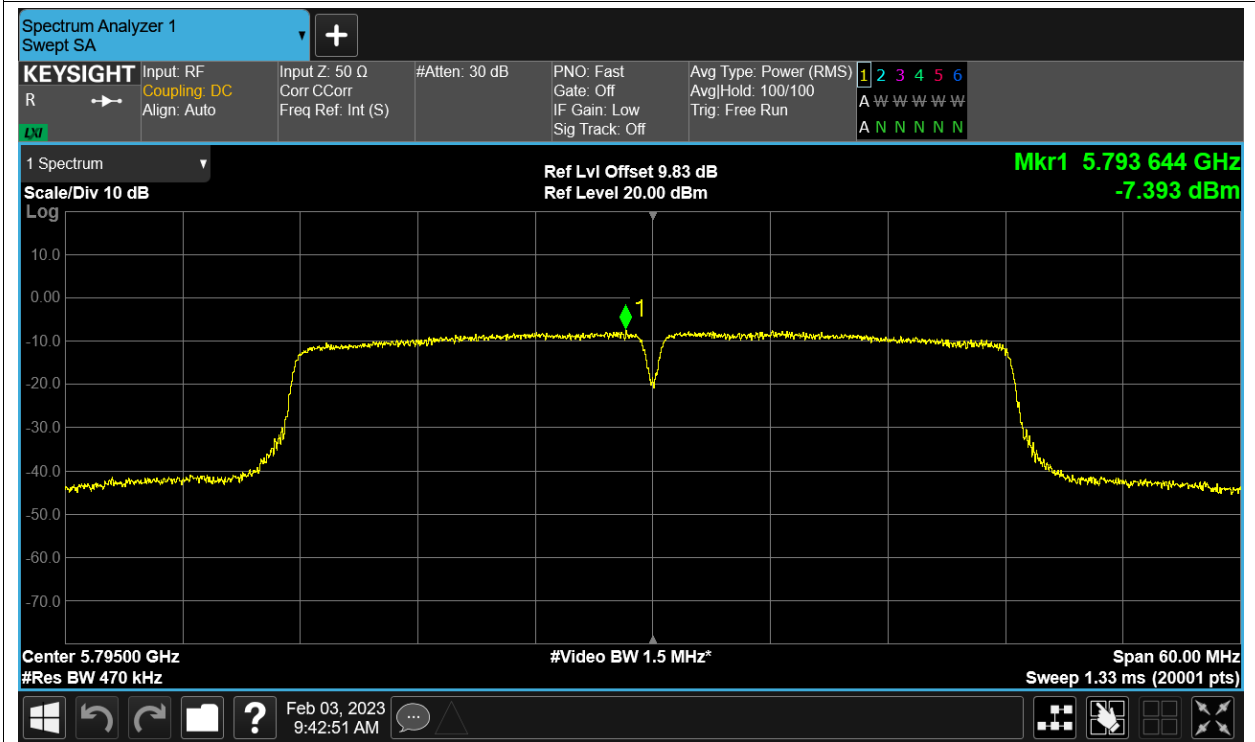 Spectrum Analyzer 1
Swept SA
+
KEYSIGHT
R
LXI
Input: RF
Coupling: DC
Align: Auto
Input Z: 50 Ω
Corr CCorr
Freq Ref: Int (S)
#Atten: 30 dB
PNO: Fast
Gate: Off
IF Gain: Low
Sig Track: Off
Avg Type: Power (RMS)
Avg|Hold: 100/100
Trig: Free Run
1 2 3 4 5 6
A W W W W W
A N N N N N
1 Spectrum
Scale/Div 10 dB
Log
Ref Lvl Offset 9.83 dB
Ref Level 20.00 dBm
Mkr1 5.793 644 GHz
-7.393 dBm
10.0
0.00
1
-10.0
-20.0
-30.0
-40.0
-50.0
-60.0
-70.0
Center 5.79500 GHz
#Res BW 470 kHz
#Video BW 1.5 MHz*
Span 60.00 MHz
Sweep 1.33 ms (20001 pts)
?
Feb 03, 2023
9:42:51 AM